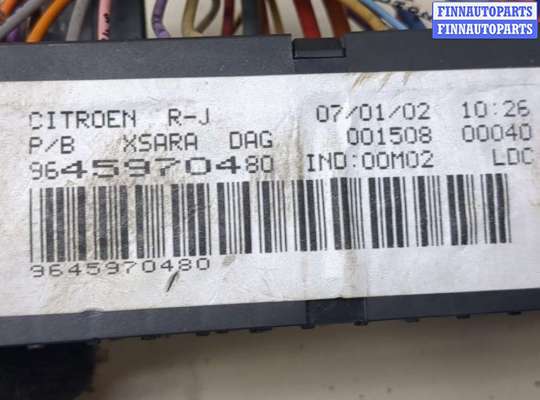 FINNAUTOPARTS
FINNAUTOPARTS
CITROEN R-J 07/01/02 10:26
P/B XSARA DAG 001508 00040
9645970480 IND:00M02 LDC
9645970480